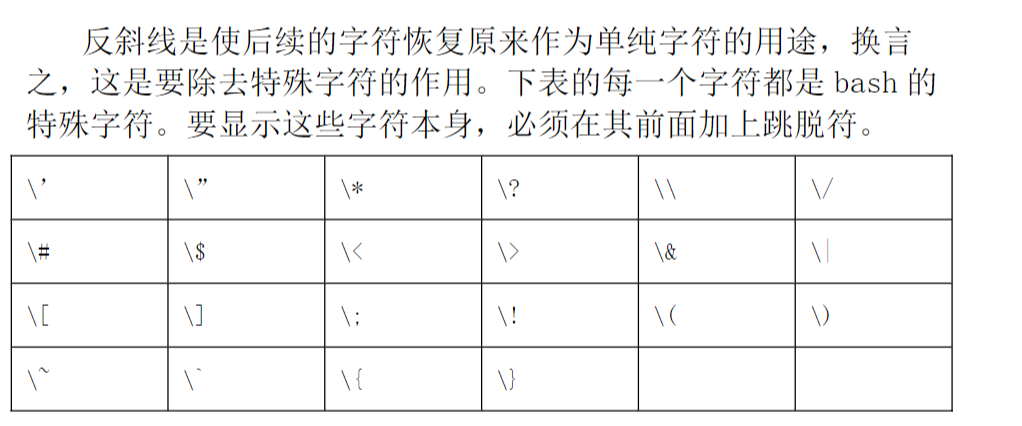 反斜线是使后续的字符恢复原来作为单纯字符的用途，换言
之，这是要除去特殊字符的作用。下表的每一个字符都是 bash 的
特殊字符。要显示这些字符本身，必须在其前面加上跳脱符。
\’ \” \* \? \\ \/
\# \$ \< \> \& \|
\[ \] \; \! \( \)
\~ \` \{ \}